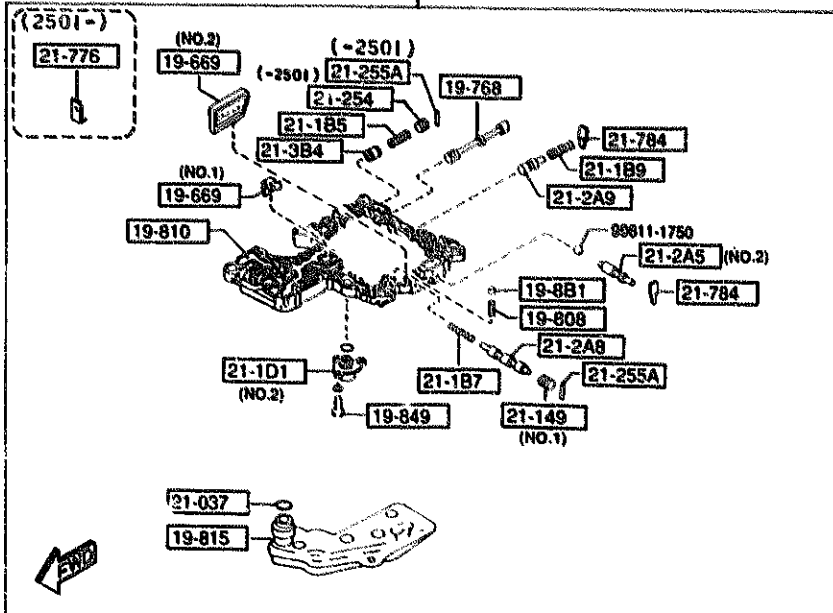 (2501-)
21-776
(NO.2)
19-669
(-2501)
21-255A
(-2501)
21-254
19-768
21-1B5
21-3B4
21-784
21-1B9
21-2A9
(NO.1)
19-669
19-810
99811-1750
21-2A5 (NO.2)
21-784
19-8B1
19-808
21-2A8
21-1B7
21-255A
21-149
(NO.1)
21-1D1
(NO.2)
19-849
21-037
19-815
FWD